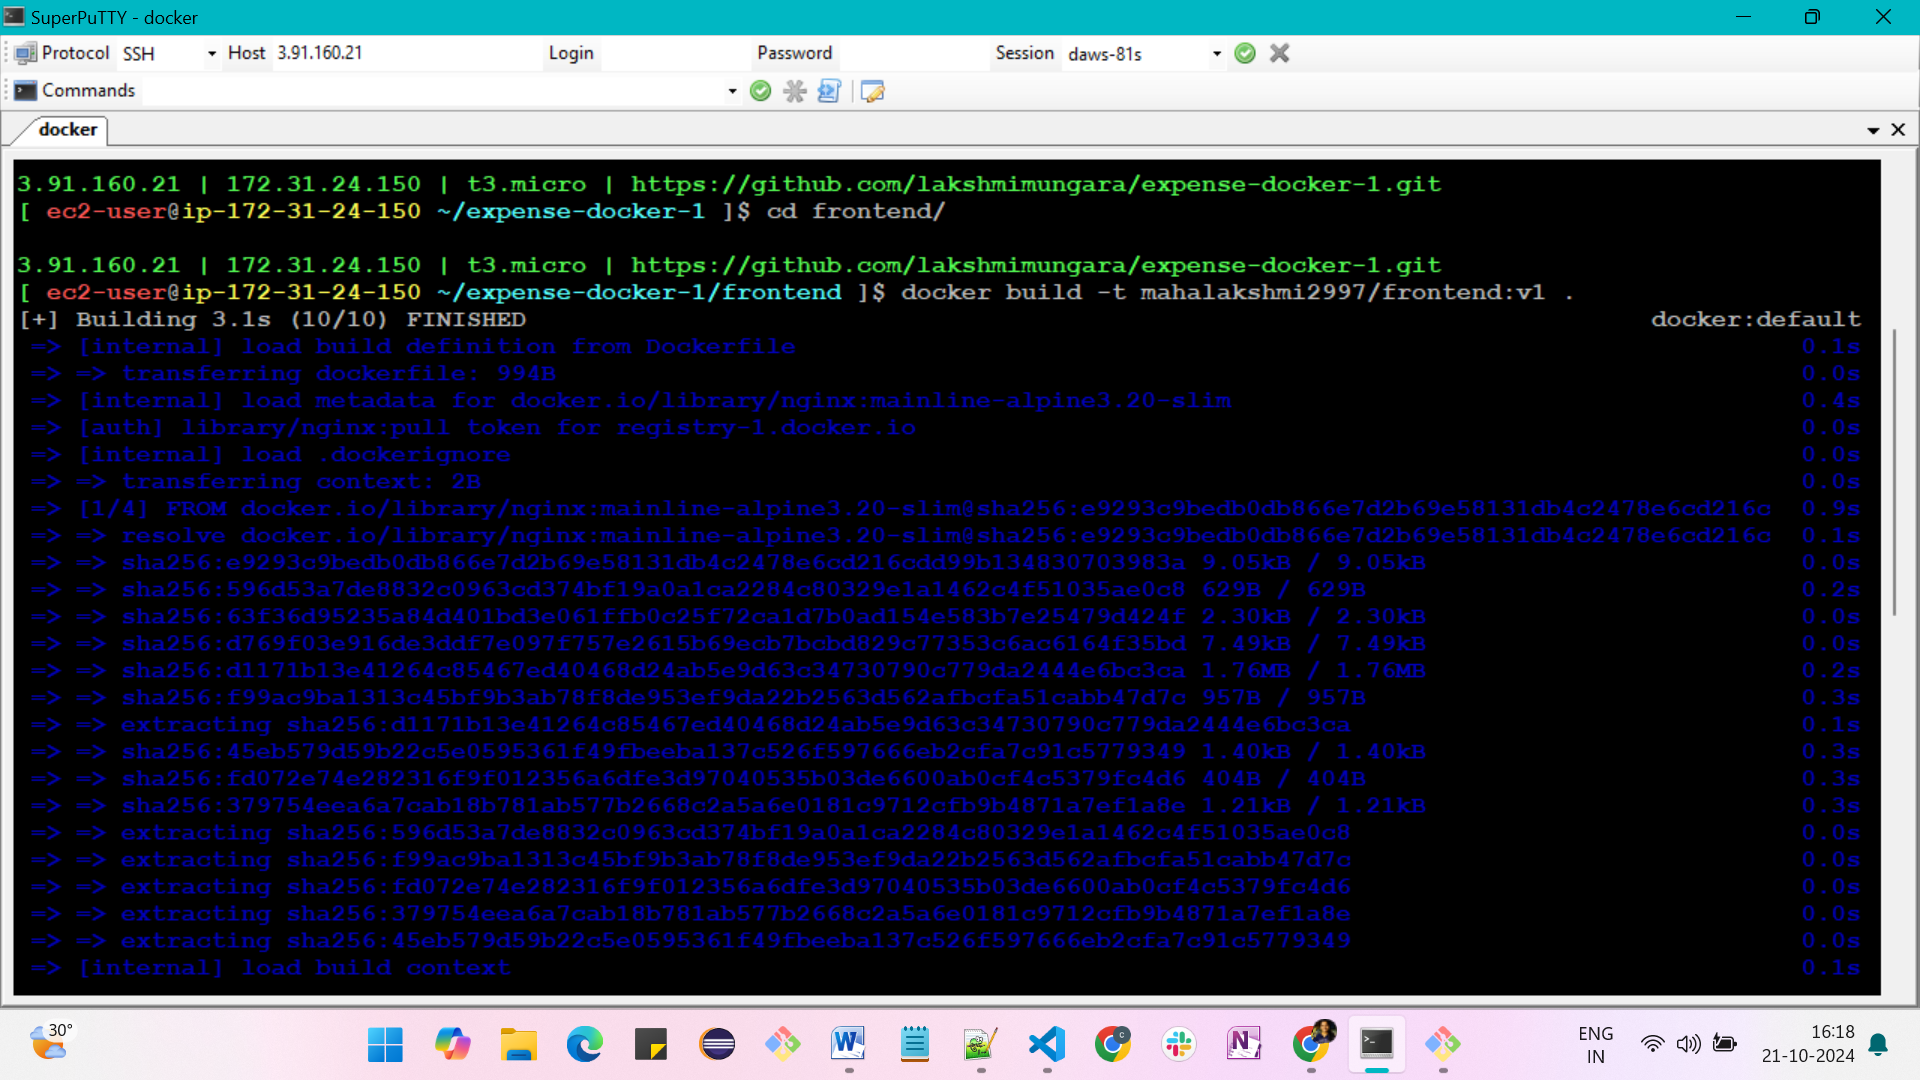 SuperPuTTY - docker
Protocol SSH Host 3.91.160.21 Login Password Session daws-81s
Commands
docker
3.91.160.21 | 172.31.24.150 | t3.micro | https://github.com/lakshmimungara/expense-docker-1.git
[ ec2-user@ip-172-31-24-150 ~/expense-docker-1 ]$ cd frontend/
3.91.160.21 | 172.31.24.150 | t3.micro | https://github.com/lakshmimungara/expense-docker-1.git
[ ec2-user@ip-172-31-24-150 ~/expense-docker-1/frontend ]$ docker build -t mahalakshmi2997/frontend:v1 .
[+] Building 3.1s (10/10) FINISHED docker:default
=> [internal] load build definition from Dockerfile 0.1s
=> => transferring dockerfile: 994B 0.0s
=> [internal] load metadata for docker.io/library/nginx:mainline-alpine3.20-slim 0.4s
=> [auth] library/nginx:pull token for registry-1.docker.io 0.0s
=> [internal] load .dockerignore 0.0s
=> => transferring context: 2B 0.0s
=> [1/4] FROM docker.io/library/nginx:mainline-alpine3.20-slim@sha256:e9293c9bedb0db866e7d2b69e58131db4c2478e6cd216c 0.9s
=> => resolve docker.io/library/nginx:mainline-alpine3.20-slim@sha256:e9293c9bedb0db866e7d2b69e58131db4c2478e6cd216c 0.1s
=> => sha256:e9293c9bedb0db866e7d2b69e58131db4c2478e6cd216cdd99b134830703983a 9.05kB / 9.05kB 0.0s
=> => sha256:596d53a7de8832c0963cd374bf19a0a1ca2284c80329e1a1462c4f51035ae0c8 629B / 629B 0.2s
=> => sha256:63f36d95235a84d401bd3e061ffb0c25f72ca1d7b0ad154e583b7e25479d424f 2.30kB / 2.30kB 0.0s
=> => sha256:d769f03e916de3ddf7e097f757e2615b69ecb7bcbd829c77353c6ac6164f35bd 7.49kB / 7.49kB 0.0s
=> => sha256:d1171b13e41264c85467ed40468d24ab5e9d63c34730790c779da2444e6bc3ca 1.76MB / 1.76MB 0.2s
=> => sha256:f99ac9ba1313c45bf9b3ab78f8de953ef9da22b2563d562afbcfa51cabb47d7c 957B / 957B 0.3s
=> => extracting sha256:d1171b13e41264c85467ed40468d24ab5e9d63c34730790c779da2444e6bc3ca 0.1s
=> => sha256:45eb579d59b22c5e0595361f49fbeeba137c526f597666eb2cfa7c91c5779349 1.40kB / 1.40kB 0.3s
=> => sha256:fd072e74e282316f9f012356a6dfe3d97040535b03de6600ab0cf4c5379fc4d6 404B / 404B 0.3s
=> => sha256:379754eea6a7cab18b781ab577b2668c2a5a6e0181c9712cfb9b4871a7ef1a8e 1.21kB / 1.21kB 0.3s
=> => extracting sha256:596d53a7de8832c0963cd374bf19a0a1ca2284c80329e1a1462c4f51035ae0c8 0.0s
=> => extracting sha256:f99ac9ba1313c45bf9b3ab78f8de953ef9da22b2563d562afbcfa51cabb47d7c 0.0s
=> => extracting sha256:fd072e74e282316f9f012356a6dfe3d97040535b03de6600ab0cf4c5379fc4d6 0.0s
=> => extracting sha256:379754eea6a7cab18b781ab577b2668c2a5a6e0181c9712cfb9b4871a7ef1a8e 0.0s
=> => extracting sha256:45eb579d59b22c5e0595361f49fbeeba137c526f597666eb2cfa7c91c5779349 0.0s
=> [internal] load build context 0.1s
30°
ENG
IN
16:18
21-10-2024